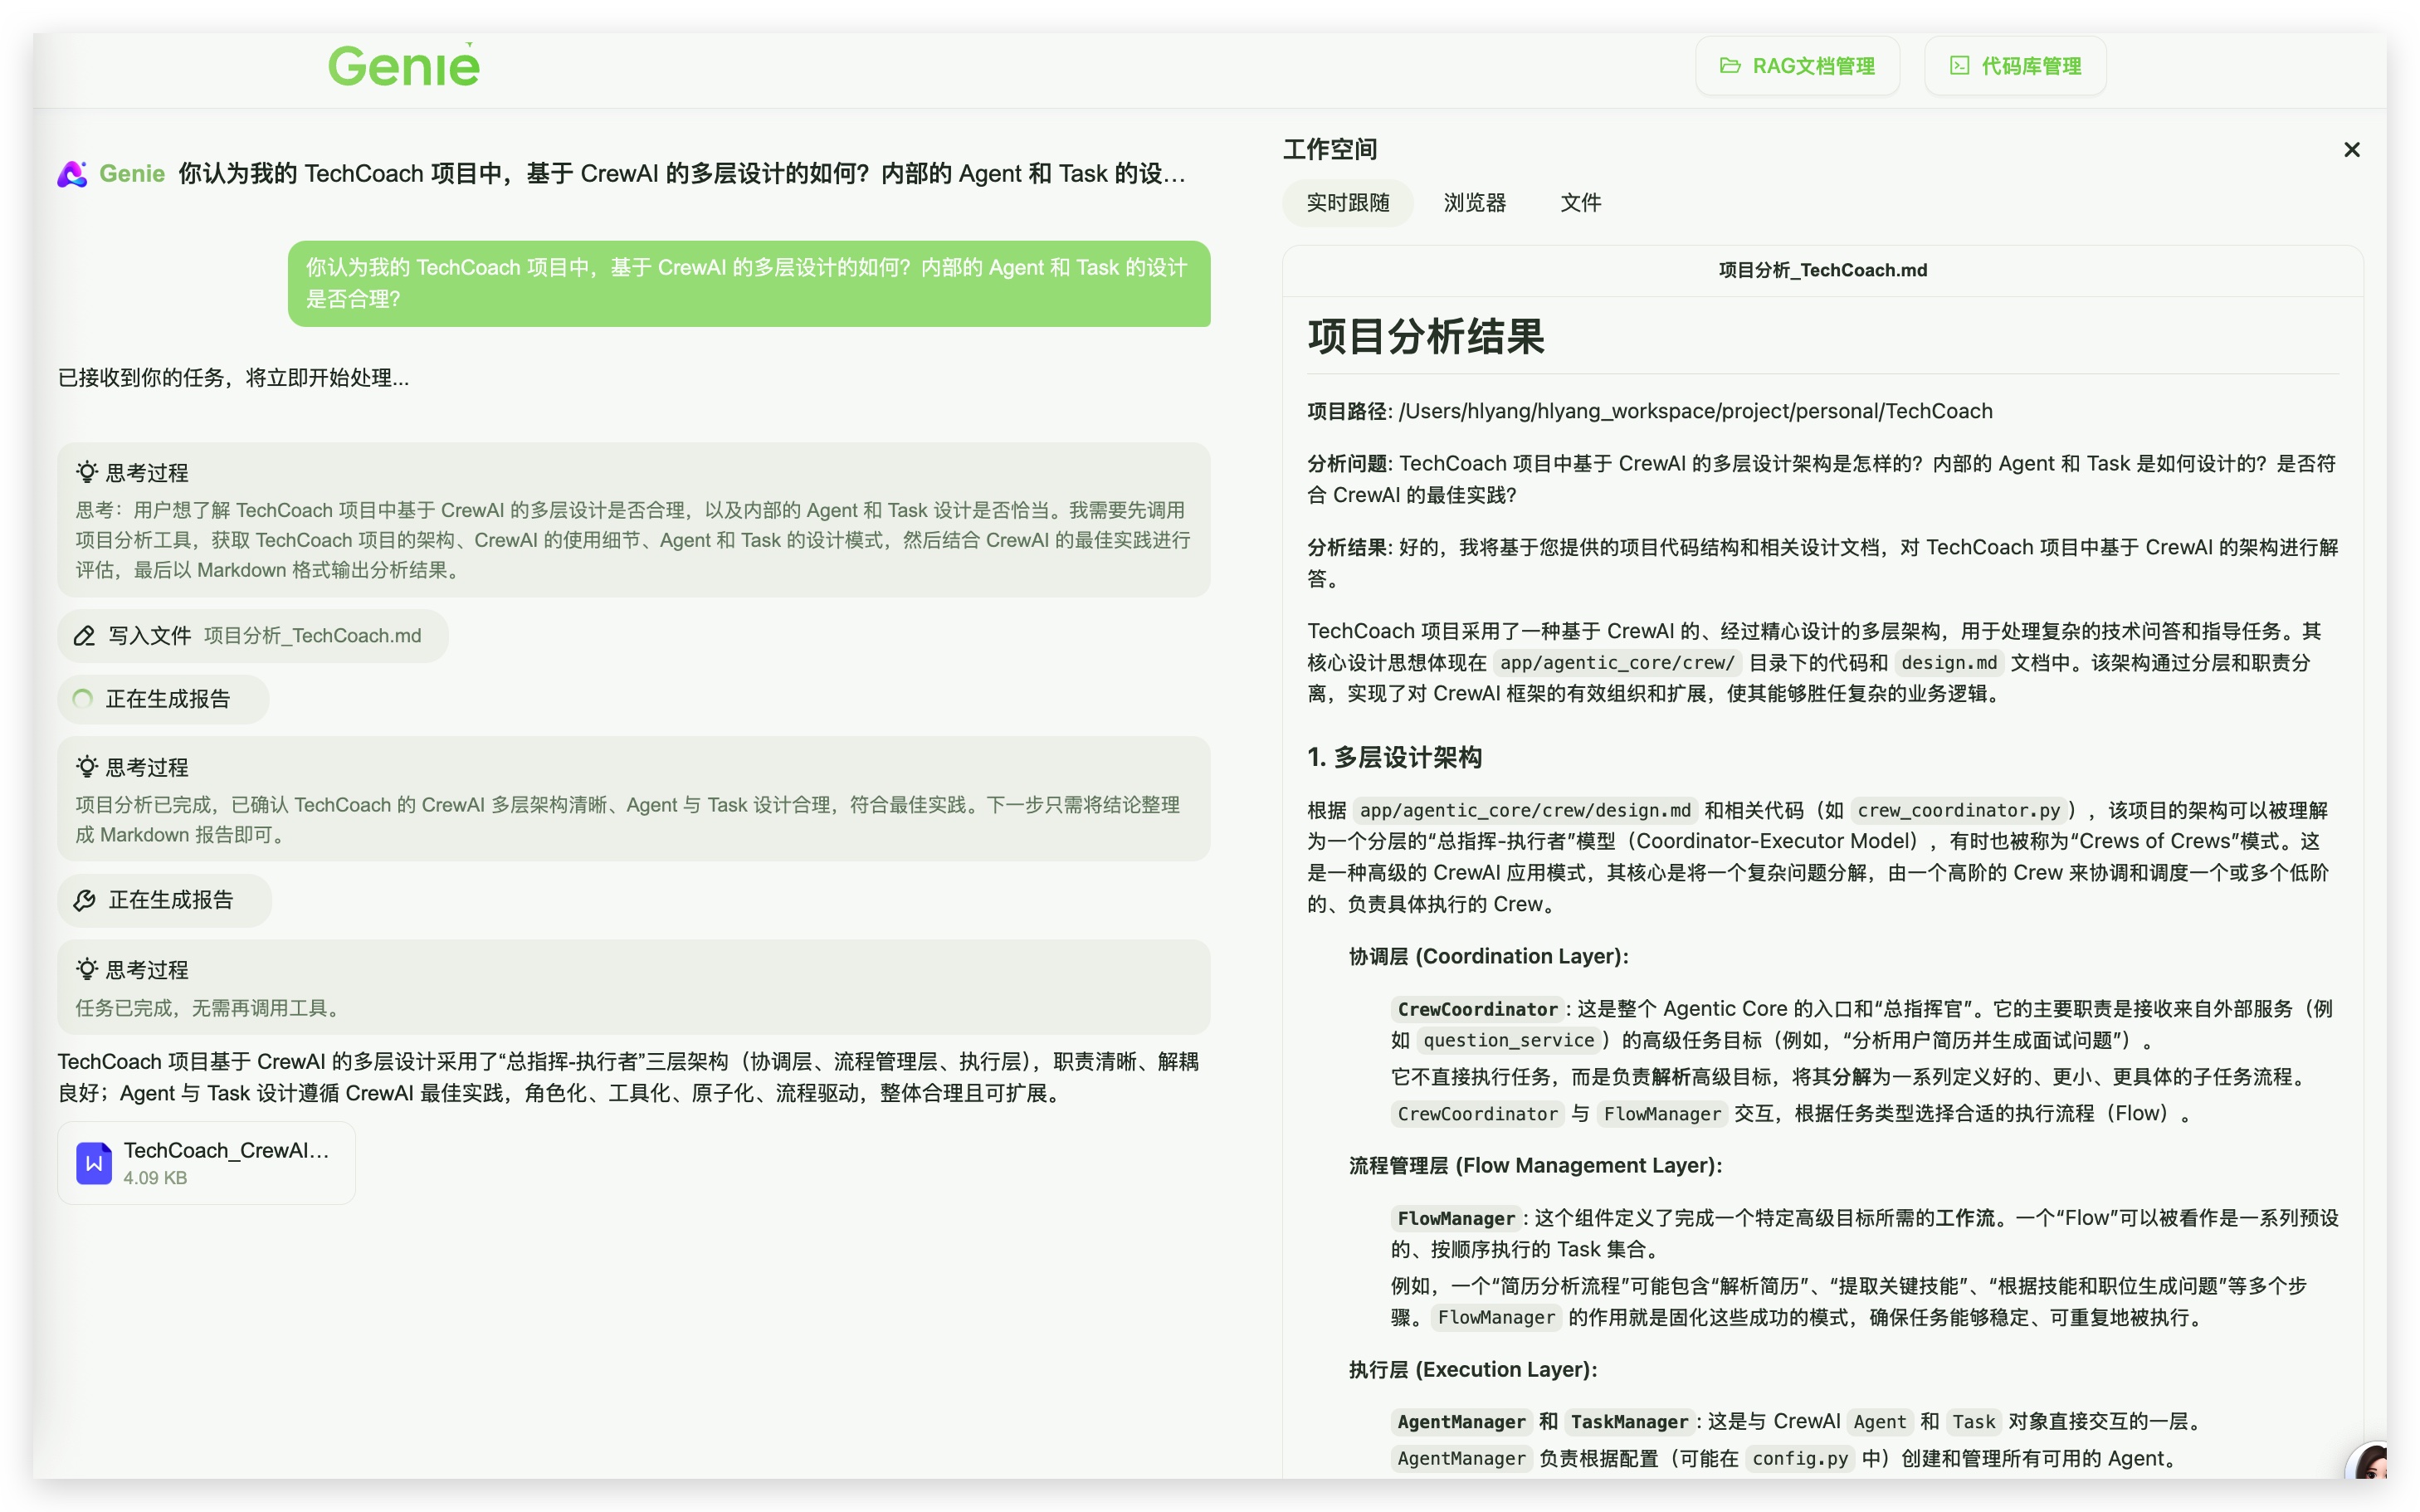 Genie
RAG文档管理
代码库管理
Genie 你认为我的 TechCoach 项目中，基于 CrewAI 的多层设计的如何？内部的 Agent 和 Task 的设…
你认为我的 TechCoach 项目中，基于 CrewAI 的多层设计的如何？内部的 Agent 和 Task 的设计
是否合理？
已接收到你的任务，将立即开始处理...
思考过程
思考：用户想了解 TechCoach 项目中基于 CrewAI 的多层设计是否合理，以及内部的 Agent 和 Task 设计是否恰当。我需要先调用
项目分析工具，获取 TechCoach 项目的架构、CrewAI 的使用细节、Agent 和 Task 的设计模式，然后结合 CrewAI 的最佳实践进行
评估，最后以 Markdown 格式输出分析结果。
写入文件 项目分析_TechCoach.md
正在生成报告
思考过程
项目分析已完成，已确认 TechCoach 的 CrewAI 多层架构清晰、Agent 与 Task 设计合理，符合最佳实践。下一步只需将结论整理
成 Markdown 报告即可。
正在生成报告
思考过程
任务已完成，无需再调用工具。
TechCoach 项目基于 CrewAI 的多层设计采用了“总指挥-执行者”三层架构（协调层、流程管理层、执行层），职责清晰、解耦
良好；Agent 与 Task 设计遵循 CrewAI 最佳实践，角色化、工具化、原子化、流程驱动，整体合理且可扩展。
TechCoach_CrewAI...
4.09 KB
工作空间
实时跟随 浏览器 文件
项目分析_TechCoach.md
项目分析结果
项目路径: /Users/hlyang/hlyang_workspace/project/personal/TechCoach
分析问题: TechCoach 项目中基于 CrewAI 的多层设计架构是怎样的？内部的 Agent 和 Task 是如何设计的？是否符
合 CrewAI 的最佳实践？
分析结果: 好的，我将基于您提供的项目代码结构和相关设计文档，对 TechCoach 项目中基于 CrewAI 的架构进行解
答。
TechCoach 项目采用了一种基于 CrewAI 的、经过精心设计的多层架构，用于处理复杂的技术问答和指导任务。其
核心设计思想体现在 app/agentic_core/crew/ 目录下的代码和 design.md 文档中。该架构通过分层和职责分
离，实现了对 CrewAI 框架的有效组织和扩展，使其能够胜任复杂的业务逻辑。
1. 多层设计架构
根据 app/agentic_core/crew/design.md 和相关代码（如 crew_coordinator.py），该项目的架构可以被理解
为一个分层的“总指挥-执行者”模型（Coordinator-Executor Model），有时也被称为“Crews of Crews”模式。这
是一种高级的 CrewAI 应用模式，其核心是将一个复杂问题分解，由一个高阶的 Crew 来协调和调度一个或多个低阶
的、负责具体执行的 Crew。
协调层 (Coordination Layer):
CrewCoordinator: 这是整个 Agentic Core 的入口和“总指挥官”。它的主要职责是接收来自外部服务（例
如 question_service）的高级任务目标（例如，“分析用户简历并生成面试问题”）。
它不直接执行任务，而是负责解析高级目标，将其分解为一系列定义好的、更小、更具体的子任务流程。
CrewCoordinator 与 FlowManager 交互，根据任务类型选择合适的执行流程（Flow）。
流程管理层 (Flow Management Layer):
FlowManager: 这个组件定义了完成一个特定高级目标所需的工作流。一个“Flow”可以被看作是一系列预设
的、按顺序执行的 Task 集合。
例如，一个“简历分析流程”可能包含“解析简历”、“提取关键技能”、“根据技能和职位生成问题”等多个步
骤。FlowManager 的作用就是固化这些成功的模式，确保任务能够稳定、可重复地被执行。
执行层 (Execution Layer):
AgentManager 和 TaskManager: 这是与 CrewAI Agent 和 Task 对象直接交互的一层。
AgentManager 负责根据配置（可能在 config.py 中）创建和管理所有可用的 Agent。